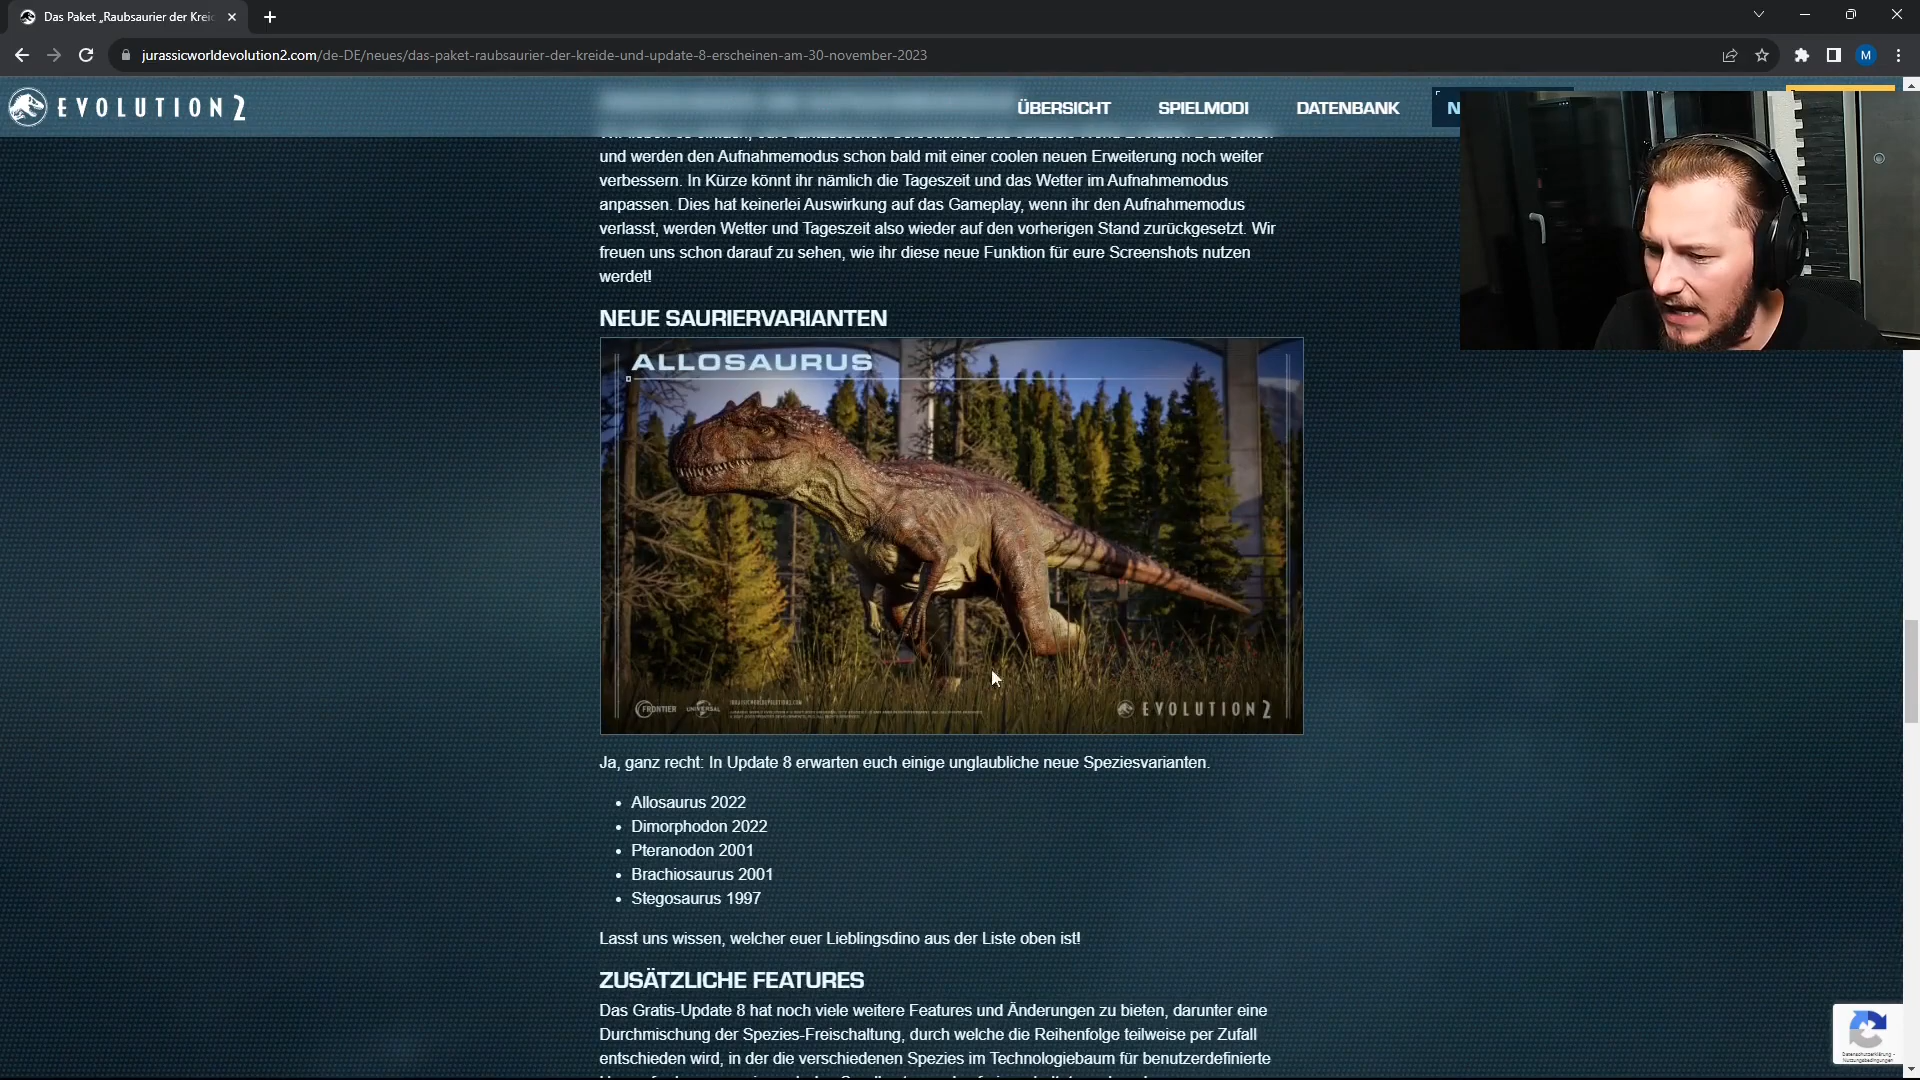 Das Paket „Raubsaurier der Krei
jurassicworldevolution2.com/de-DE/neues/das-paket-raubsaurier-der-kreide-und-update-8-erscheinen-am-30-november-2023
M
EVOLUTION 2
ÜBERSICHT
SPIELMODI
DATENBANK
N
und werden den Aufnahmemodus schon bald mit einer coolen neuen Erweiterung noch weiter
verbessern. In Kürze könnt ihr nämlich die Tageszeit und das Wetter im Aufnahmemodus
anpassen. Dies hat keinerlei Auswirkung auf das Gameplay, wenn ihr den Aufnahmemodus
verlasst, werden Wetter und Tageszeit also wieder auf den vorherigen Stand zurückgesetzt. Wir
freuen uns schon darauf zu sehen, wie ihr diese neue Funktion für eure Screenshots nutzen
werdet!
NEUE SAURIERVARIANTEN
ALLOSAURUS
FRONTIER
UNIVERSAL
EVOLUTION 2
Ja, ganz recht: In Update 8 erwarten euch einige unglaubliche neue Speziesvarianten.
• Allosaurus 2022
• Dimorphodon 2022
• Pteranodon 2001
• Brachiosaurus 2001
• Stegosaurus 1997
Lasst uns wissen, welcher euer Lieblingsdino aus der Liste oben ist!
ZUSÄTZLICHE FEATURES
Das Gratis-Update 8 hat noch viele weitere Features und Änderungen zu bieten, darunter eine
Durchmischung der Spezies-Freischaltung, durch welche die Reihenfolge teilweise per Zufall
entschieden wird, in der die verschiedenen Spezies im Technologiebaum für benutzerdefinierte
Datenschutzerklärung -
Nutzungsbedingungen